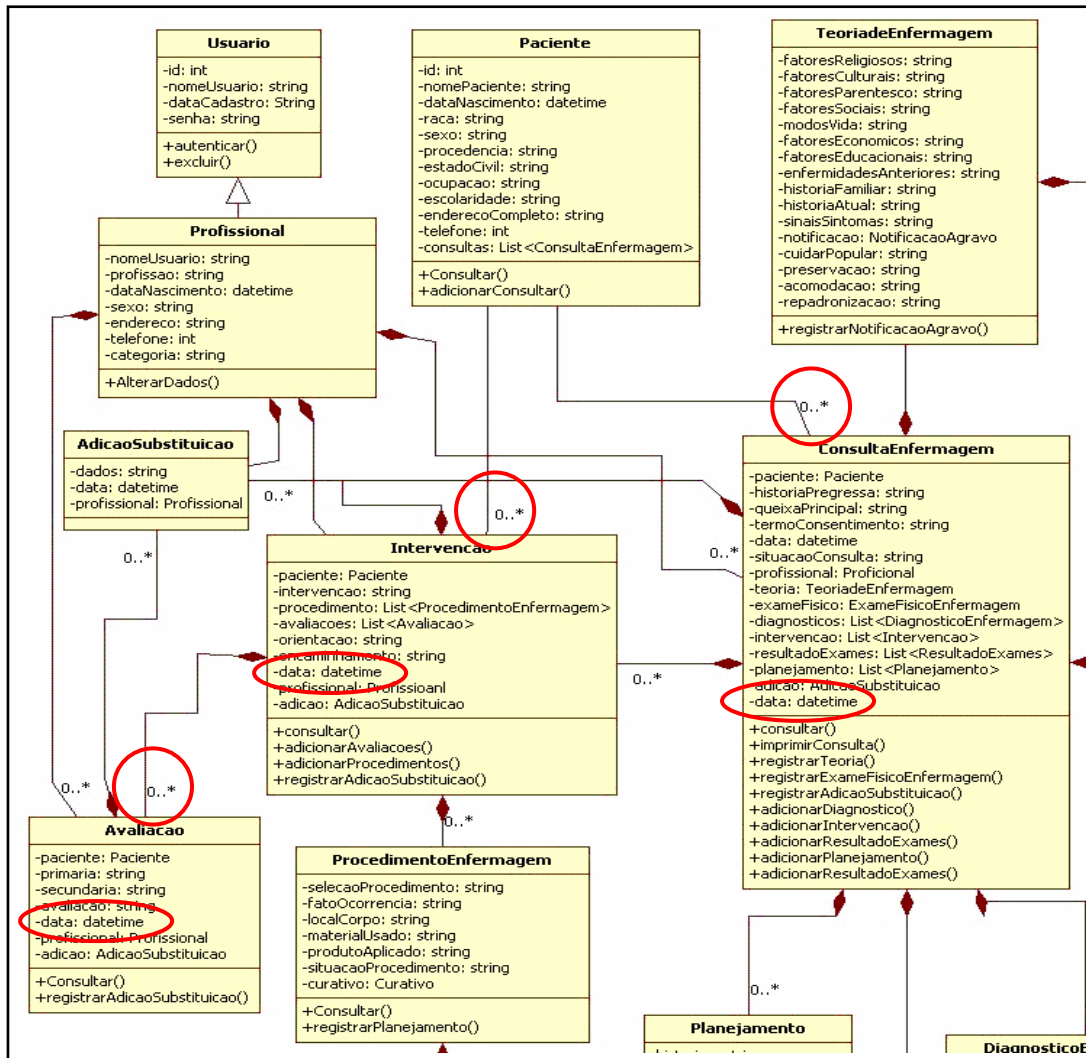 Usuario
-id: int
-nomeUsuario: string
-dataCadastro: String
-senha: string
+autenticar()
+excluir()
Paciente
-id: int
-nomePaciente: string
-dataNascimento: datetime
-raca: string
-sexo: string
-procedencia: string
-estadoCivil: string
-ocupacao: string
-escolaridade: string
-enderecoCompleto: string
-telefone: int
-consultas: List<ConsultaEnfermagem>
+Consultar()
+adicionarConsultar()
TeoriadeEnfermagem
-fatoresReligiosos: string
-fatoresCulturais: string
-fatoresParentesco: string
-fatoresSociais: string
-modosVida: string
-fatoresEconomicos: string
-fatoresEducacionais: string
-enfermidadesAnteriores: string
-historiaFamiliar: string
-historiaAtual: string
-sinaisSintomas: string
-notificacao: NotificacaoAgravo
-cuidarPopular: string
-preservacao: string
-acomodacao: string
-repadronizacao: string
+registrarNotificacaoAgravo()
Profissional
-nomeUsuario: string
-profissao: string
-dataNascimento: datetime
-sexo: string
-endereco: string
-telefone: int
-categoria: string
+AlterarDados()
0..*
AdicaoSubstituicao
-dados: string
-data: datetime
-profissional: Profissional
0..*
0..*
0..*
0..*
ConsultaEnfermagem
-paciente: Paciente
-historiaPregressa: string
-queixaPrincipal: string
-termoConsentimento: string
-data: datetime
-situacaoConsulta: string
-profissional: Proficional
-teoria: TeoriadeEnfermagem
-exameFisico: ExameFisicoEnfermagem
-diagnosticos: List<DiagnosticoEnfermagem>
-intervencao: List<Intervencao>
-resultadoExames: List<ResultadoExames>
-planejamento: List<Planejamento>
-adicao: AdicaoSubstituicao
-data: datetime
+consultar()
+imprimirConsulta()
+registrarTeoria()
+registrarExameFisicoEnfermagem()
+registrarAdicaoSubstituicao()
+adicionarDiagnostico()
+adicionarIntervencao()
+adicionarResultadoExames()
+adicionarPlanejamento()
+adicionarResultadoExames()
Intervencao
-paciente: Paciente
-intervencao: string
-procedimento: List<ProcedimentoEnfermagem>
-avaliacoes: List<Avaliacao>
-orientacao: string
-encaminhamento: string
-data: datetime
-profissional: Profissioanl
-adicao: AdicaoSubstituicao
+consultar()
+adicionarAvaliacoes()
+adicionarProcedimentos()
+registrarAdicaoSubstituicao()
0..*
0..*
0..*
0..*
Avaliacao
-paciente: Paciente
-primaria: string
-secundaria: string
-avaliacao: string
-data: datetime
-profissional: Profissional
-adicao: AdicaoSubstituicao
+Consultar()
+registrarAdicaoSubstituicao()
ProcedimentoEnfermagem
-selecaoProcedimento: string
-fatoOcorrencia: string
-localCorpo: string
-materialUsado: string
-produtoAplicado: string
-situacaoProcedimento: string
-curativo: Curativo
+Consultar()
+registrarPlanejamento()
0..*
Planejamento
DiagnosticoE